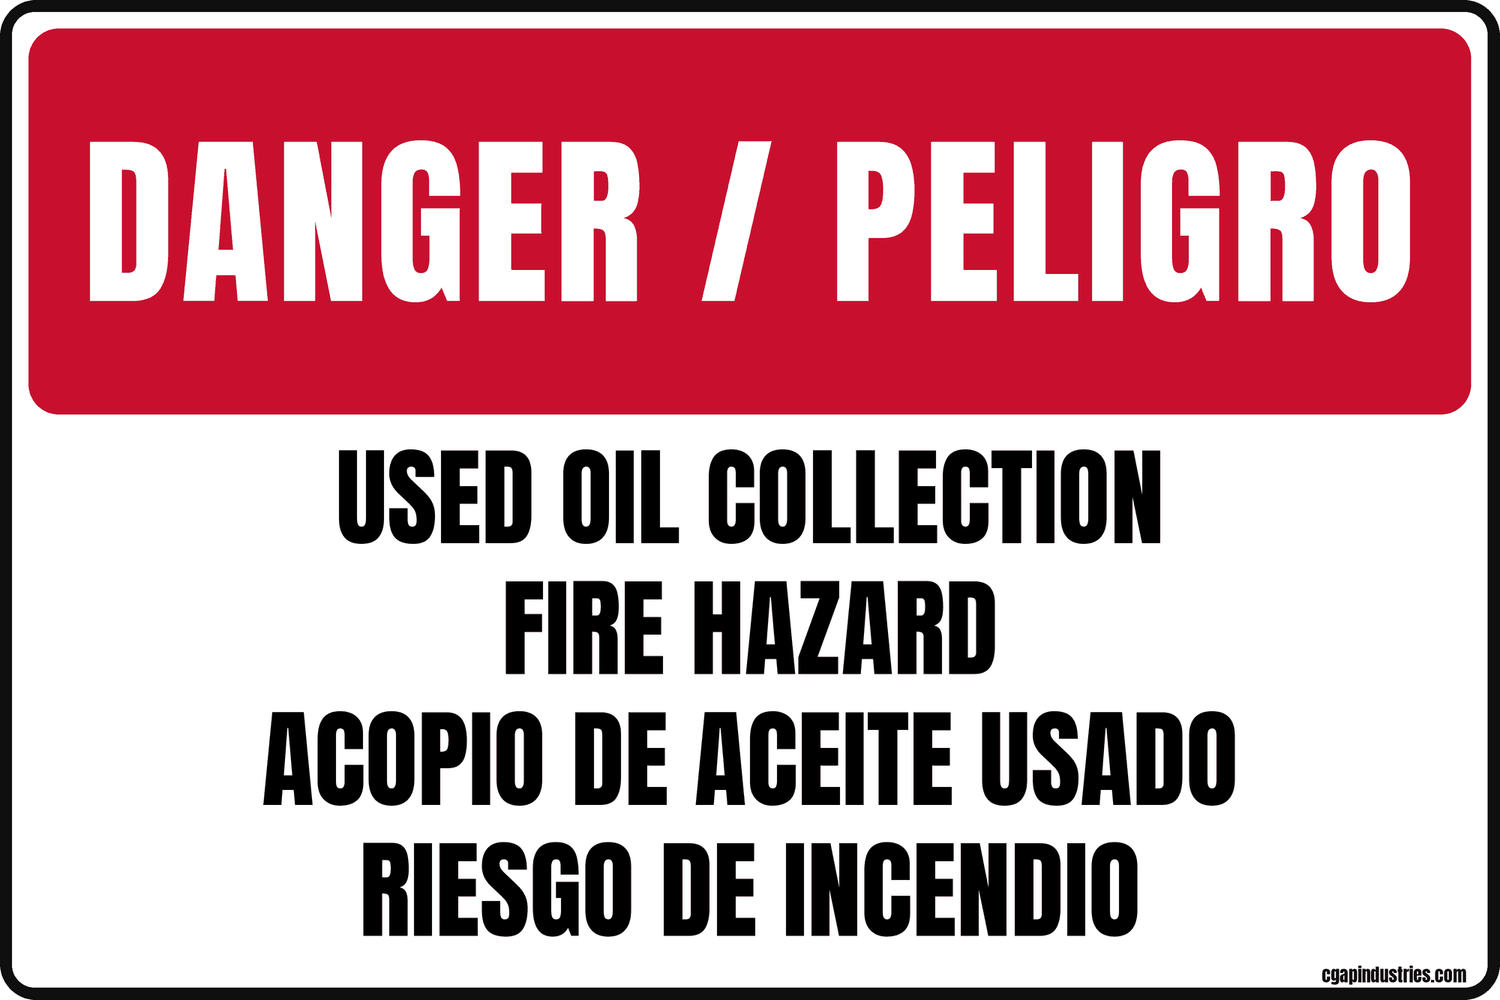 DANGER / PELIGRO
USED OIL COLLECTION
FIRE HAZARD
ACOPIO DE ACEITE USADO
RIESGO DE INCENDIO
cgapindustries.com